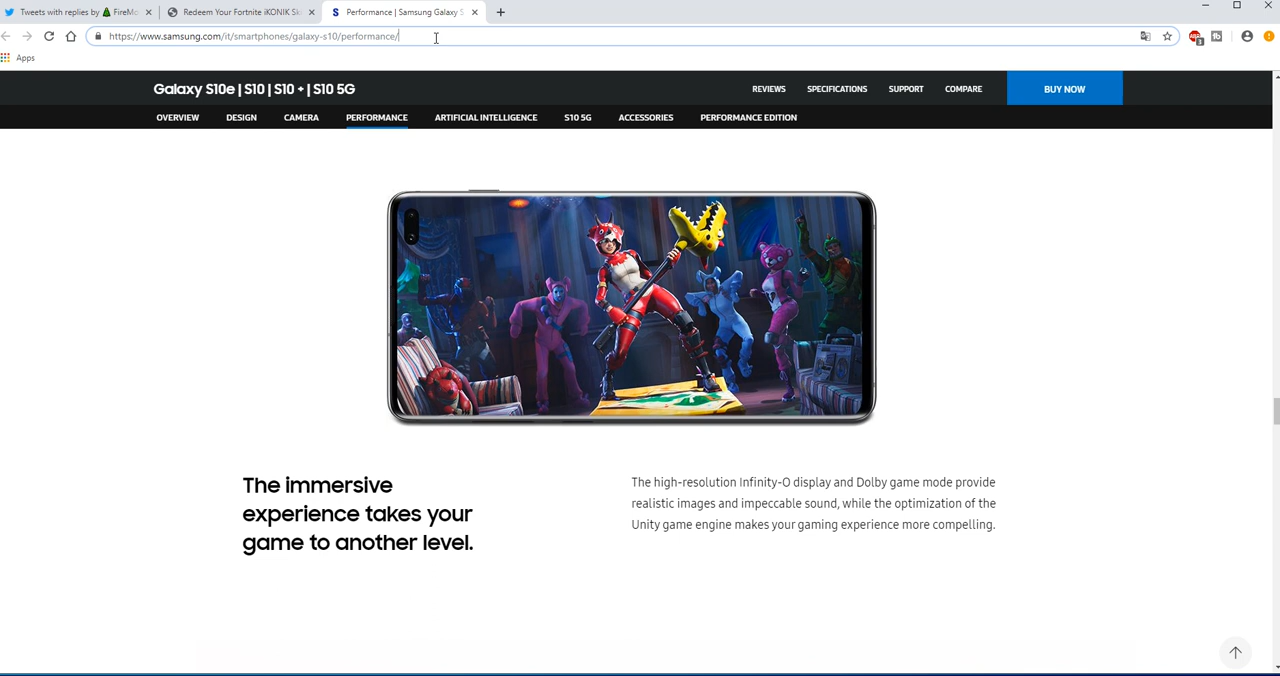 Tweets with replies by 🌲 FireMo
Redeem Your Fortnite iKONIK Ski
Performance | Samsung Galaxy S
https://www.samsung.com/it/smartphones/galaxy-s10/performance/
3
Apps
Galaxy S10e | S10 | S10 + | S10 5G
REVIEWS
SPECIFICATIONS
SUPPORT
COMPARE
BUY NOW
OVERVIEW
DESIGN
CAMERA
PERFORMANCE
ARTIFICIAL INTELLIGENCE
S10 5G
ACCESSORIES
PERFORMANCE EDITION
The immersive
experience takes your
game to another level.
The high-resolution Infinity-O display and Dolby game mode provide
realistic images and impeccable sound, while the optimization of the
Unity game engine makes your gaming experience more compelling.